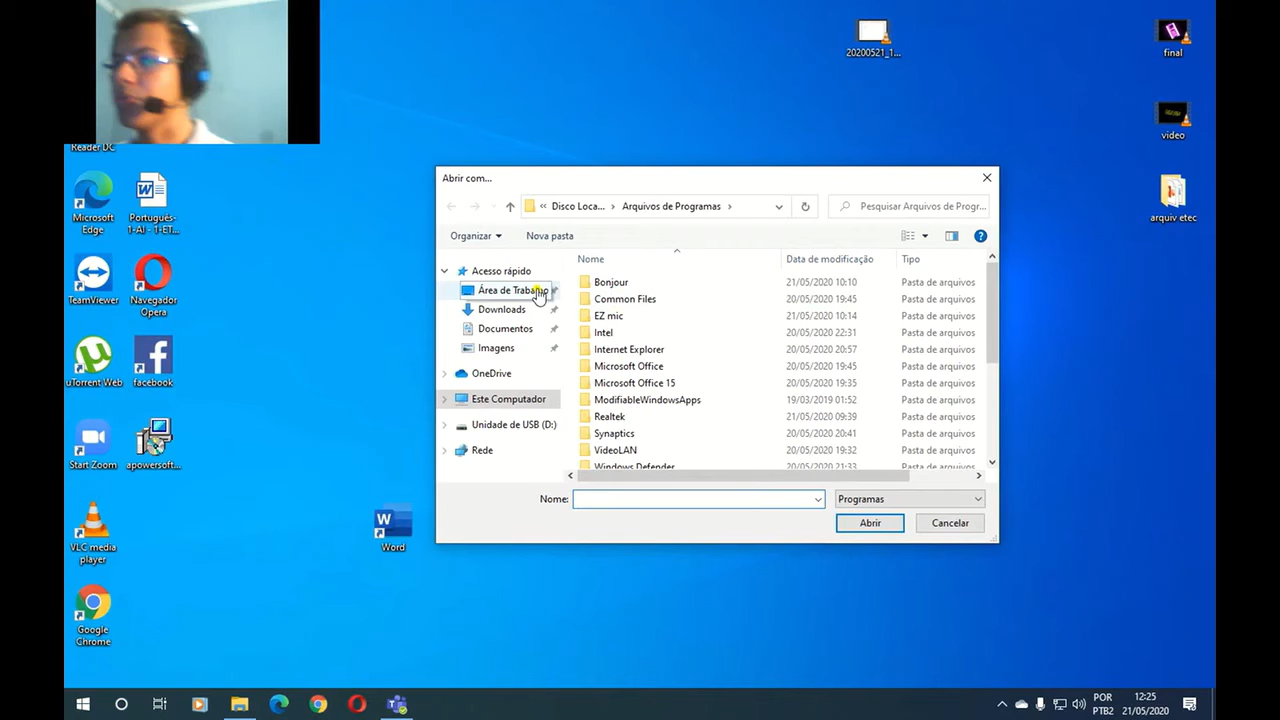 20200521_1...
final
Reader DC
video
Abrir com...
Disco Loca... Arquivos de Programas
Pesquisar Arquivos de Progr...
Microsoft
Edge
Português-
1-AI - 1-ET...
arquiv etec
Organizar
Nova pasta
Nome
Data de modificação
Tipo
Acesso rápido
Área de Trabalho
Downloads
Documentos
Imagens
OneDrive
Este Computador
Unidade de USB (D:)
Rede
Bonjour 21/05/2020 10:10 Pasta de arquivos
Common Files 20/05/2020 19:45 Pasta de arquivos
EZ mic 21/05/2020 10:14 Pasta de arquivos
Intel 20/05/2020 22:31 Pasta de arquivos
Internet Explorer 20/05/2020 20:57 Pasta de arquivos
Microsoft Office 20/05/2020 19:45 Pasta de arquivos
Microsoft Office 15 20/05/2020 19:35 Pasta de arquivos
ModifiableWindowsApps 19/03/2019 01:52 Pasta de arquivos
Realtek 21/05/2020 09:39 Pasta de arquivos
Synaptics 20/05/2020 20:41 Pasta de arquivos
VideoLAN 20/05/2020 19:32 Pasta de arquivos
Windows Defender 20/05/2020 21:33 Pasta de arquivos
Nome:
Programas
Abrir
Cancelar
TeamViewer
Navegador
Opera
uTorrent Web
facebook
Start Zoom
apowersoft...
VLC media
player
Word
Google
Chrome
POR
PTB2
12:25
21/05/2020